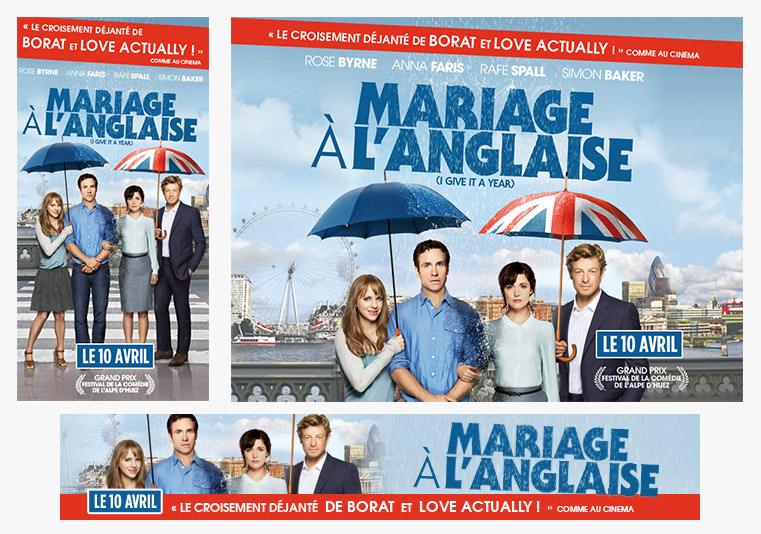 « LE CROISEMENT DÉJANTÉ DE
BORAT ET LOVE ACTUALLY ! »
COMME AU CINEMA
ROSE BYRNE ANNA FARIS RAFE SPALL SIMON BAKER
MARIAGE
À L'ANGLAISE
(I GIVE IT A YEAR)
LE 10 AVRIL
GRAND PRIX
FESTIVAL DE LA COMÉDIE
DE L'ALPE D'HUEZ
« LE CROISEMENT DÉJANTÉ DE BORAT ET LOVE ACTUALLY ! » COMME AU CINEMA
ROSE BYRNE ANNA FARIS RAFE SPALL SIMON BAKER
MARIAGE
À L'ANGLAISE
(I GIVE IT A YEAR)
LE 10 AVRIL
GRAND PRIX
FESTIVAL DE LA COMÉDIE
DE L'ALPE D'HUEZ
MARIAGE
À L'ANGLAISE
LE 10 AVRIL « LE CROISEMENT DÉJANTÉ DE BORAT ET LOVE ACTUALLY ! » COMME AU CINEMA